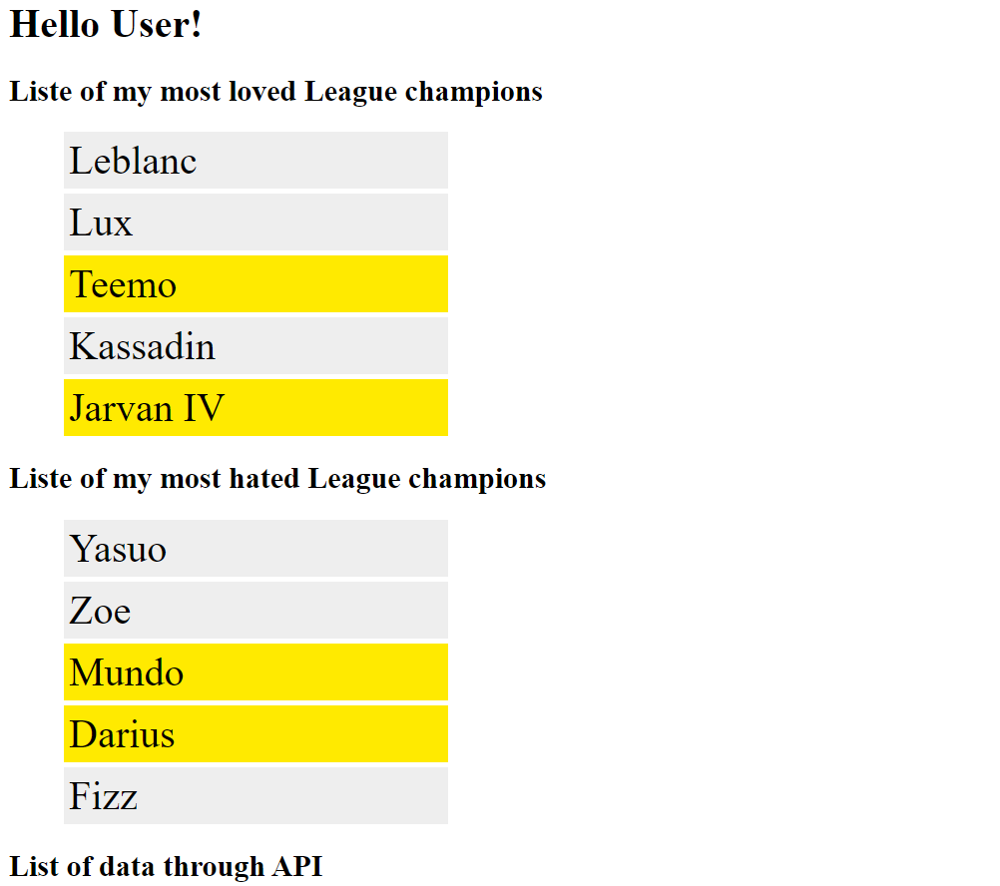 Hello User!
Liste of my most loved League champions
Leblanc
Lux
Teemo
Kassadin
Jarvan IV
Liste of my most hated League champions
Yasuo
Zoe
Mundo
Darius
Fizz
List of data through API